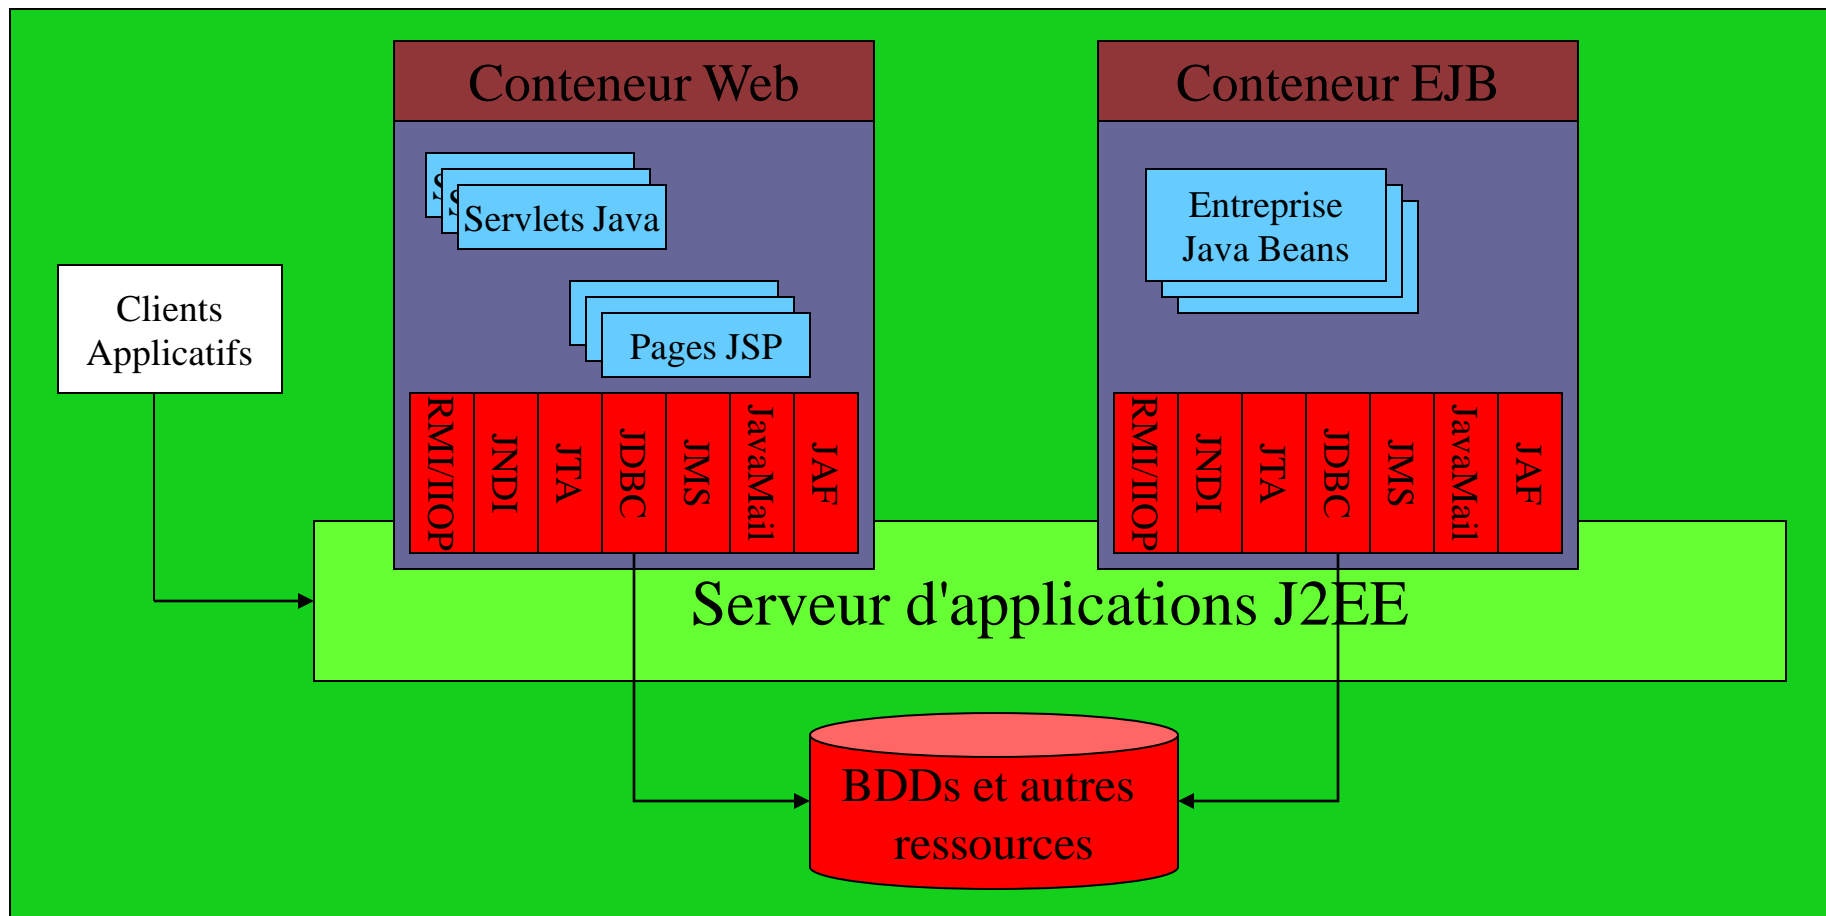 Conteneur Web
Conteneur EJB
S
S
Servlets Java
Entreprise
Java Beans
Clients
Applicatifs
Pages JSP
RMI/IIOP
JNDI
JTA
JDBC
JMS
JavaMail
JAF
RMI/IIOP
JNDI
JTA
JDBC
JMS
JavaMail
JAF
Serveur d'applications J2EE
BDDs et autres
ressources